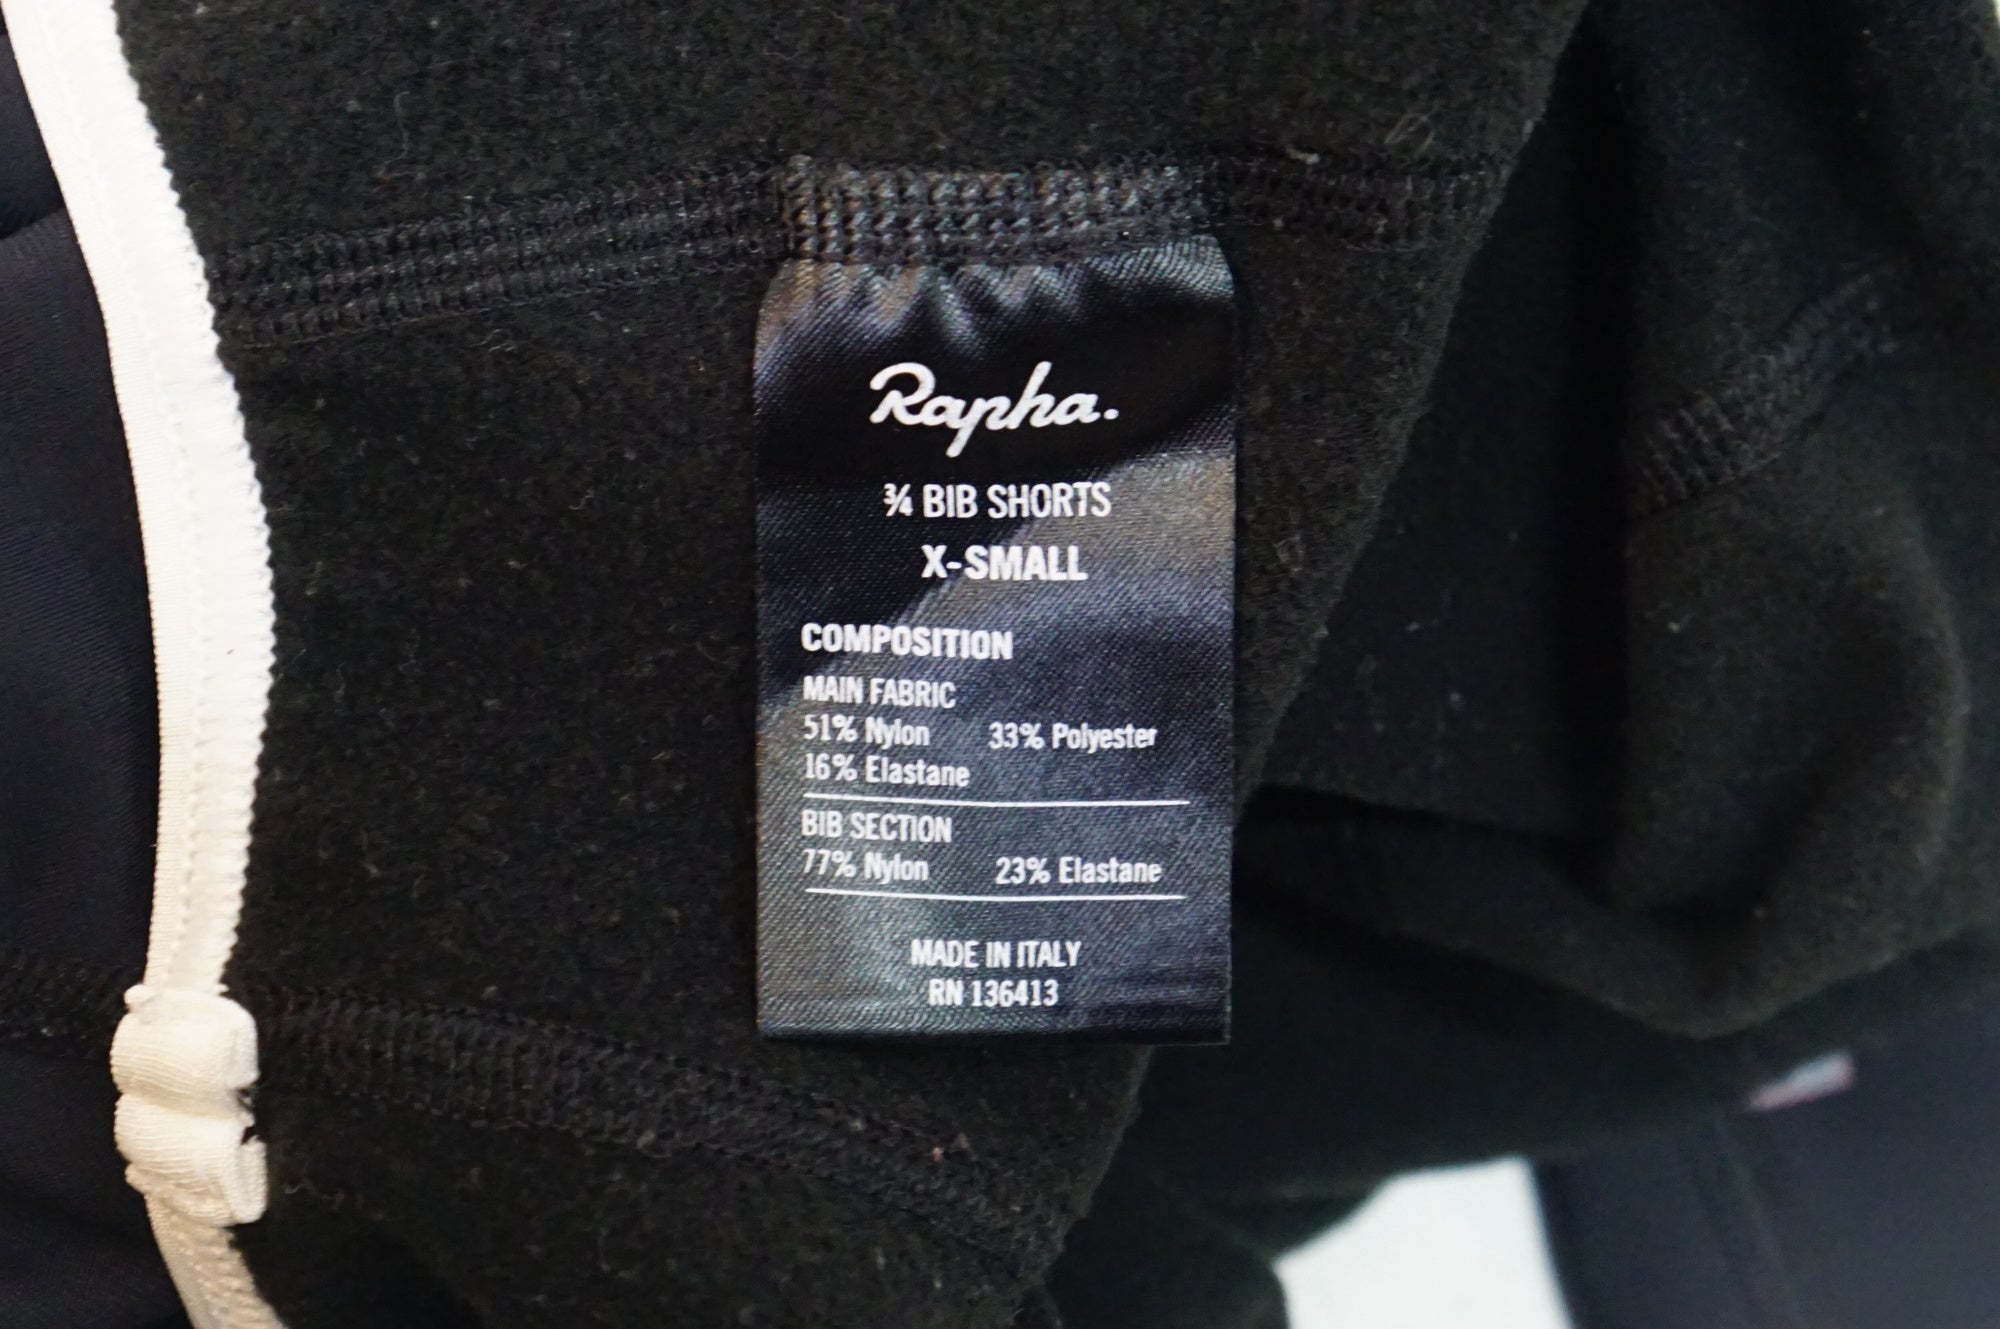 Rapha.
¾ BIB SHORTS
X-SMALL
COMPOSITION
MAIN FABRIC
51% Nylon 33% Polyester
16% Elastane
BIB SECTION
77% Nylon 23% Elastane
MADE IN ITALY
RN 136413